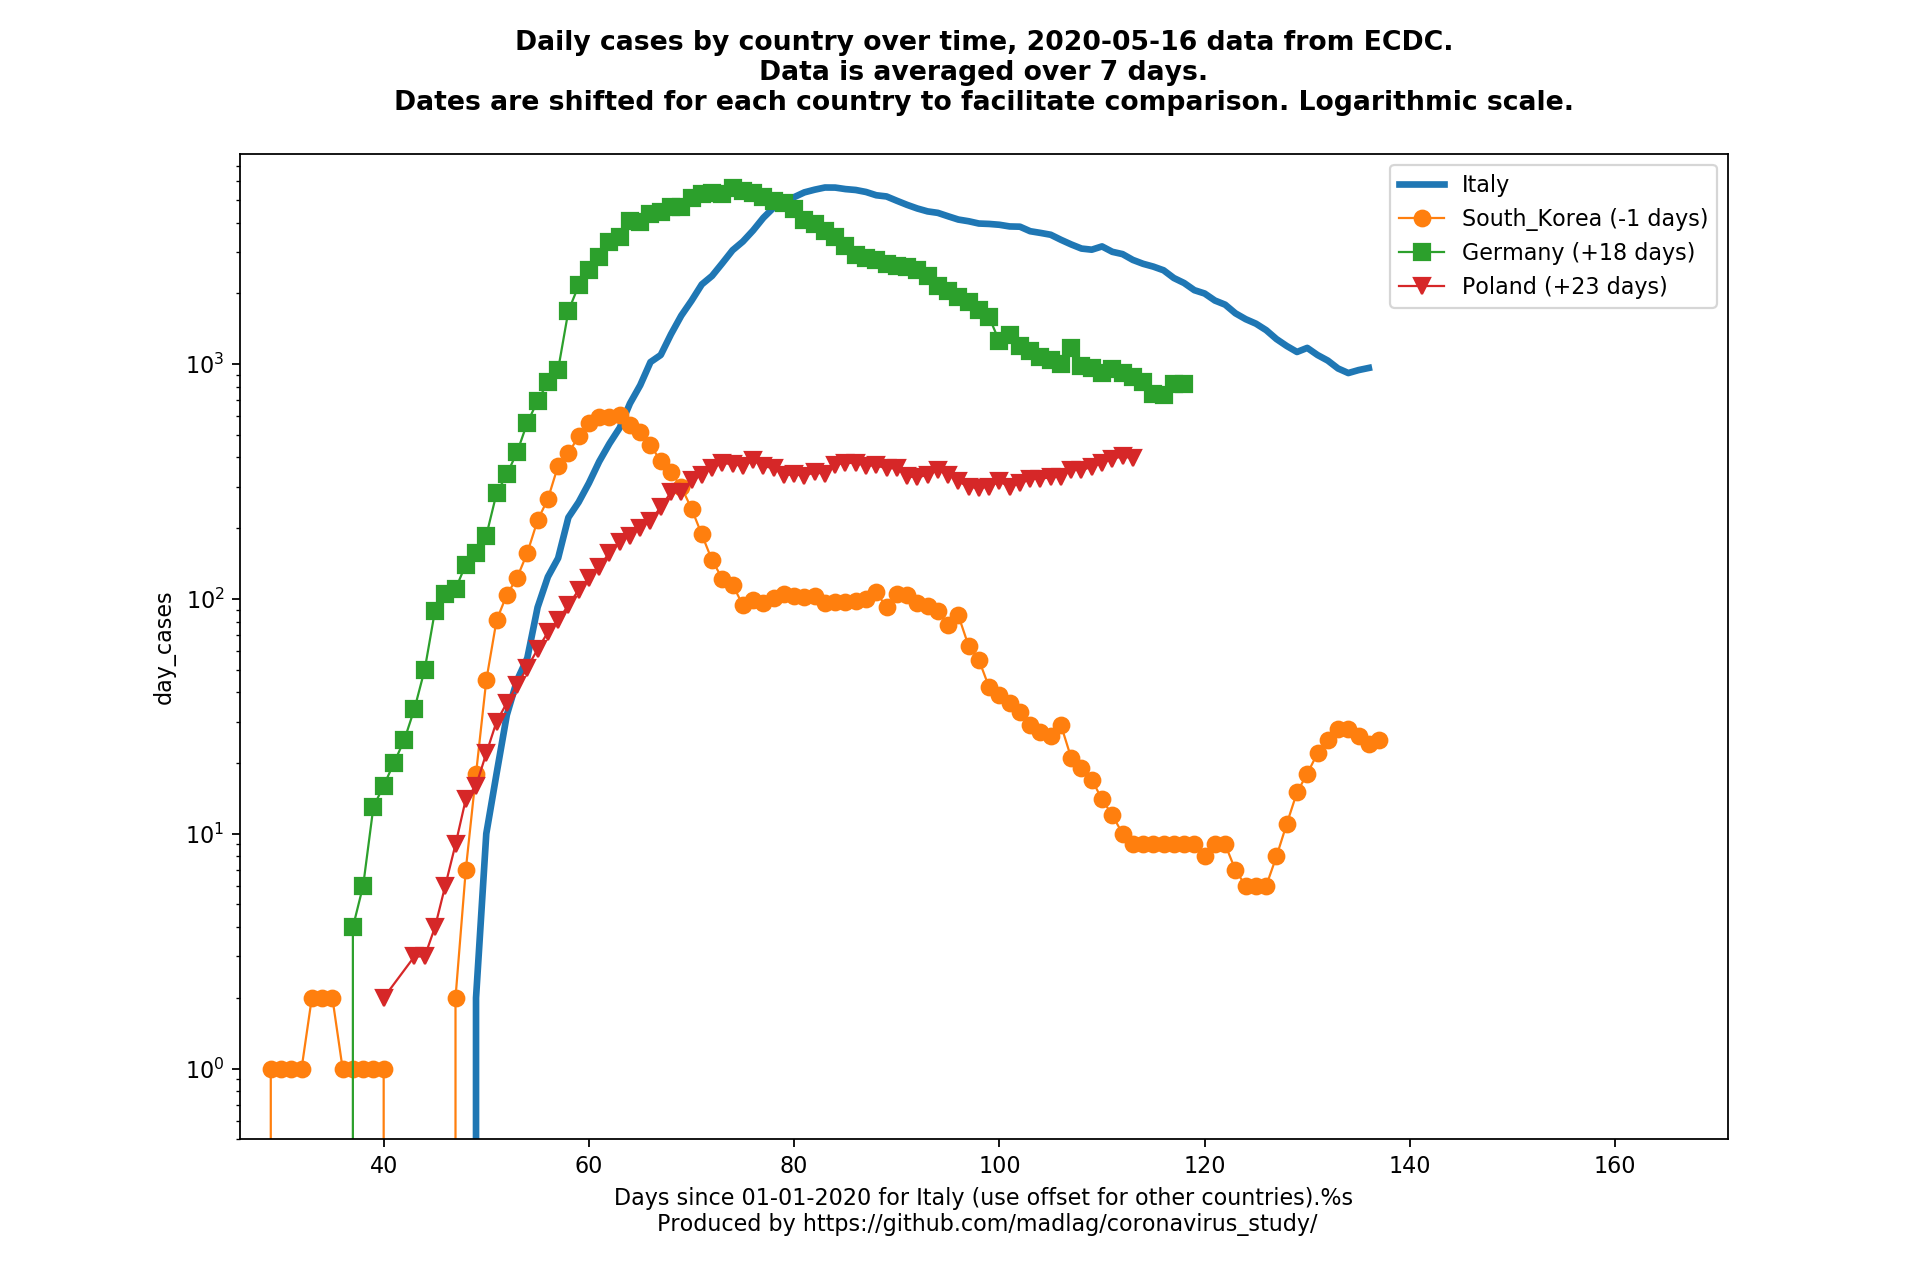 Daily cases by country over time, 2020-05-16 data from ECDC.
Data is averaged over 7 days.
Dates are shifted for each country to facilitate comparison. Logarithmic scale.
Italy
South_Korea (-1 days)
Germany (+18 days)
Poland (+23 days)
10³
10²
10¹
10⁰
day_cases
40 60 80 100 120 140 160
Days since 01-01-2020 for Italy (use offset for other countries).%s
Produced by https://github.com/madlag/coronavirus_study/